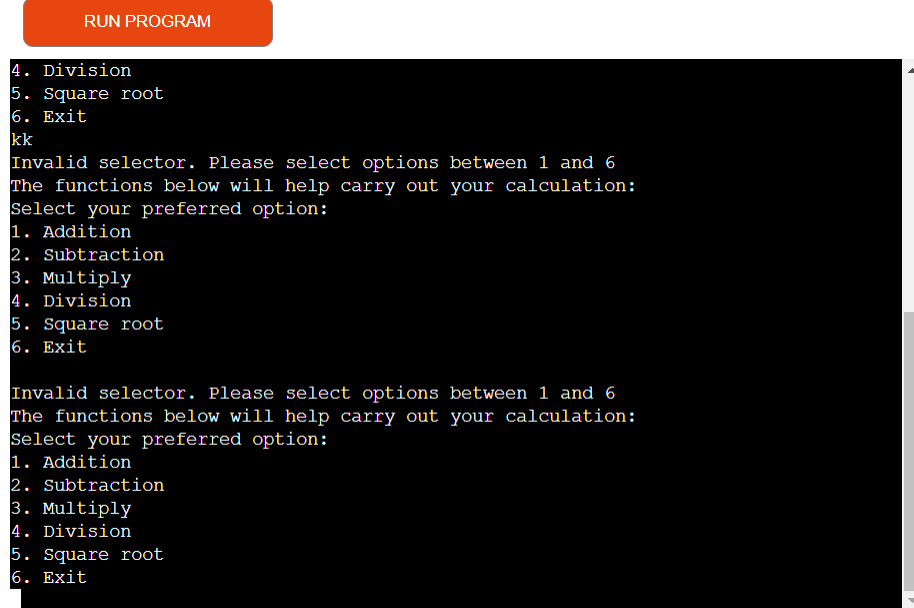 RUN PROGRAM
4. Division
5. Square root
6. Exit
kk
Invalid selector. Please select options between 1 and 6
The functions below will help carry out your calculation:
Select your preferred option:
1. Addition
2. Subtraction
3. Multiply
4. Division
5. Square root
6. Exit
Invalid selector. Please select options between 1 and 6
The functions below will help carry out your calculation:
Select your preferred option:
1. Addition
2. Subtraction
3. Multiply
4. Division
5. Square root
6. Exit